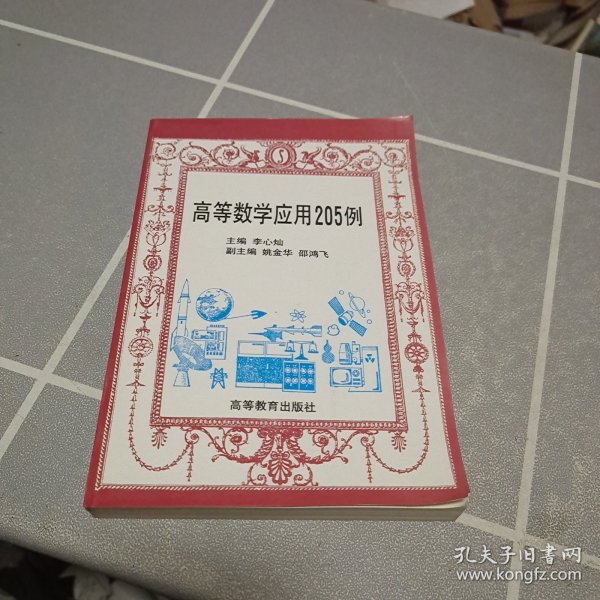 高等数学应用205例
主编 李心灿
副主编 姚金华 邵鸿飞
高等教育出版社
孔夫子旧书网
www.kongfz.com